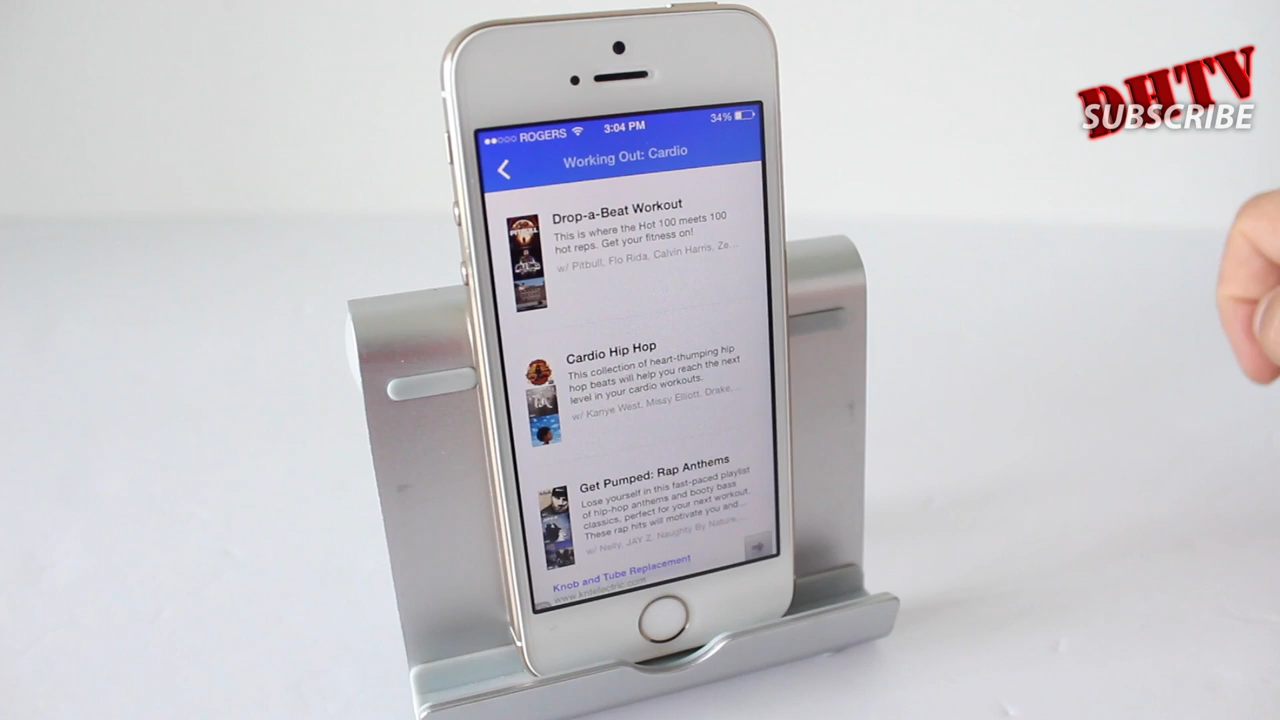 DHTV
SUBSCRIBE
ROGERS 3:04 PM 34%
Working Out: Cardio
Drop-a-Beat Workout
This is where the Hot 100 meets 100
hot reps. Get your fitness on!
w/ Pitbull, Flo Rida, Calvin Harris, Ze...
PITBULL
Cardio Hip Hop
This collection of heart-thumping hip
hop beats will help you reach the next
level in your cardio workouts.
w/ Kanye West, Missy Elliott, Drake,...
Get Pumped: Rap Anthems
Lose yourself in this fast-paced playlist
of hip-hop anthems and booty bass
classics, perfect for your next workout.
These rap hits will motivate you and...
w/ Nelly, JAY Z, Naughty By Nature,...
Knob and Tube Replacement
www.kntelectric.com